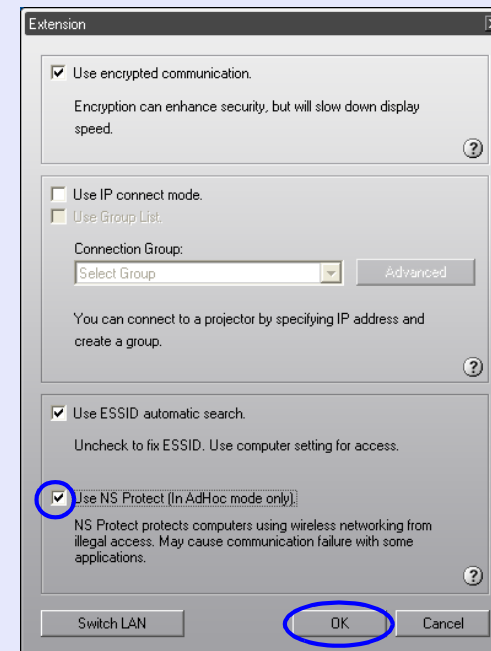 Extension
Use encrypted communication.
Encryption can enhance security, but will slow down display
speed.
?
Use IP connect mode.
Use Group List.
Connection Group:
Select Group
Advanced
You can connect to a projector by specifying IP address and
create a group.
?
Use ESSID automatic search.
Uncheck to fix ESSID. Use computer setting for access.
Use NS Protect (In AdHoc mode only).
NS Protect protects computers using wireless networking from
illegal access. May cause communication failure with some
applications.
?
Switch LAN
OK
Cancel